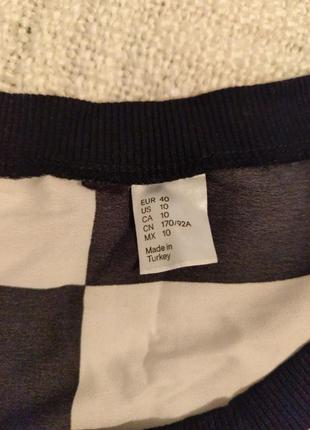 EUR 40
US 10
CA 10
CN 170/92A
MX 10
Made in
Turkey